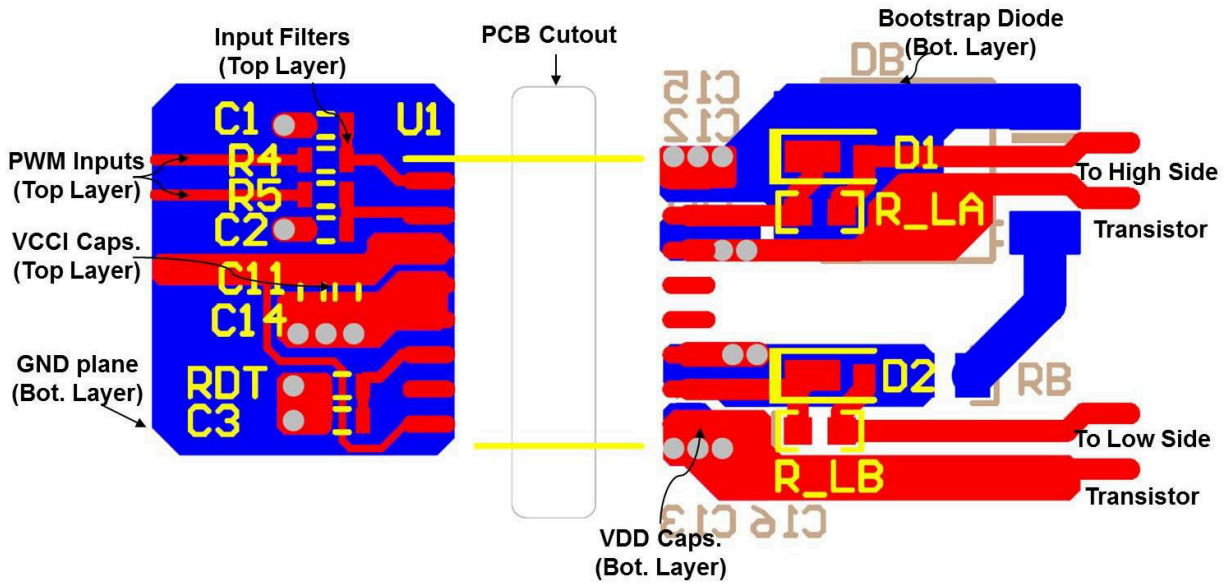 Input Filters
(Top Layer)
PCB Cutout
Bootstrap Diode
(Bot. Layer)
DB
C15
C12
C1
U1
PWM Inputs
(Top Layer)
R4
R5
C2
D1
R_LA
To High Side
Transistor
VCCI Caps.
(Top Layer)
C11
C14
GND plane
(Bot. Layer)
RDT
C3
D2
RB
To Low Side
Transistor
R_LB
C13
C16
VDD Caps.
(Bot. Layer)